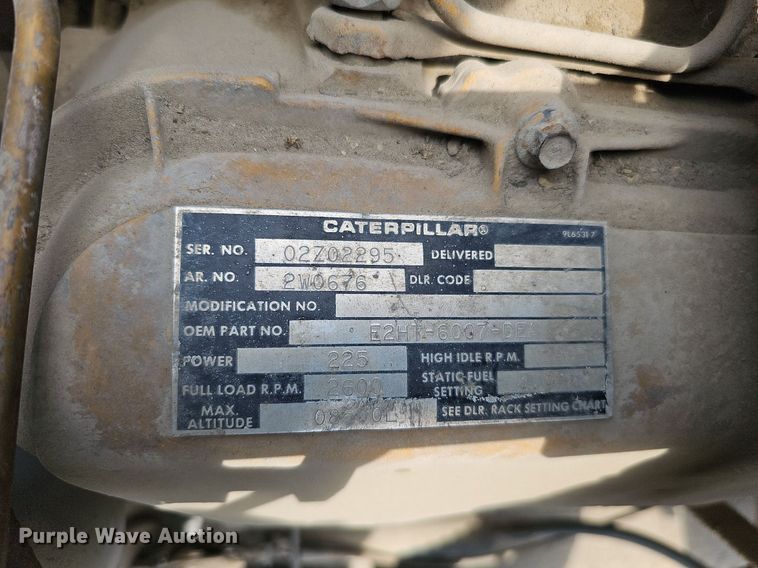 CATERPILLAR®
9L6531 7
SER. NO. 02Z02295 DELIVERED
AR. NO. 2W0676 DLR. CODE
MODIFICATION NO.
OEM PART NO.
POWER 225 HIGH IDLE R.P.M.
FULL LOAD R.P.M. 2600 STATIC FUEL SETTING
MAX. ALTITUDE SEE DLR. RACK SETTING CHART
Purple Wave Auction